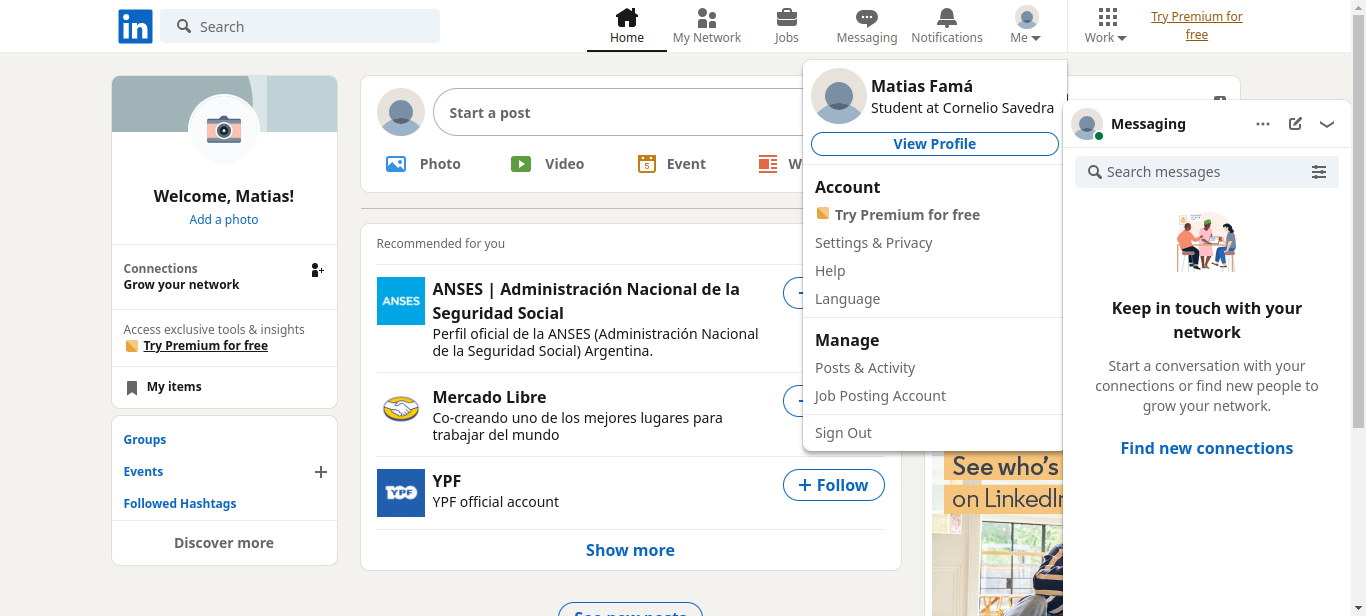 in
Search
Home
My Network
Jobs
Messaging
Notifications
Me
Work
Try Premium for
free
Welcome, Matias!
Add a photo
Connections
Grow your network
Access exclusive tools & insights
Try Premium for free
My items
Groups
Events
Followed Hashtags
Discover more
Start a post
Photo
Video
Event
W
Recommended for you
ANSES
ANSES | Administración Nacional de la
Seguridad Social
Perfil oficial de la ANSES (Administración Nacional
de la Seguridad Social) Argentina.
Mercado Libre
Co-creando uno de los mejores lugares para
trabajar del mundo
YPF
YPF
YPF official account
+ Follow
Show more
See new posts
Matias Famá
Student at Cornelio Savedra
View Profile
Account
Try Premium for free
Settings & Privacy
Help
Language
Manage
Posts & Activity
Job Posting Account
Sign Out
See who's
on LinkedIn
Messaging
Search messages
Keep in touch with your
network
Start a conversation with your
connections or find new people to
grow your network.
Find new connections